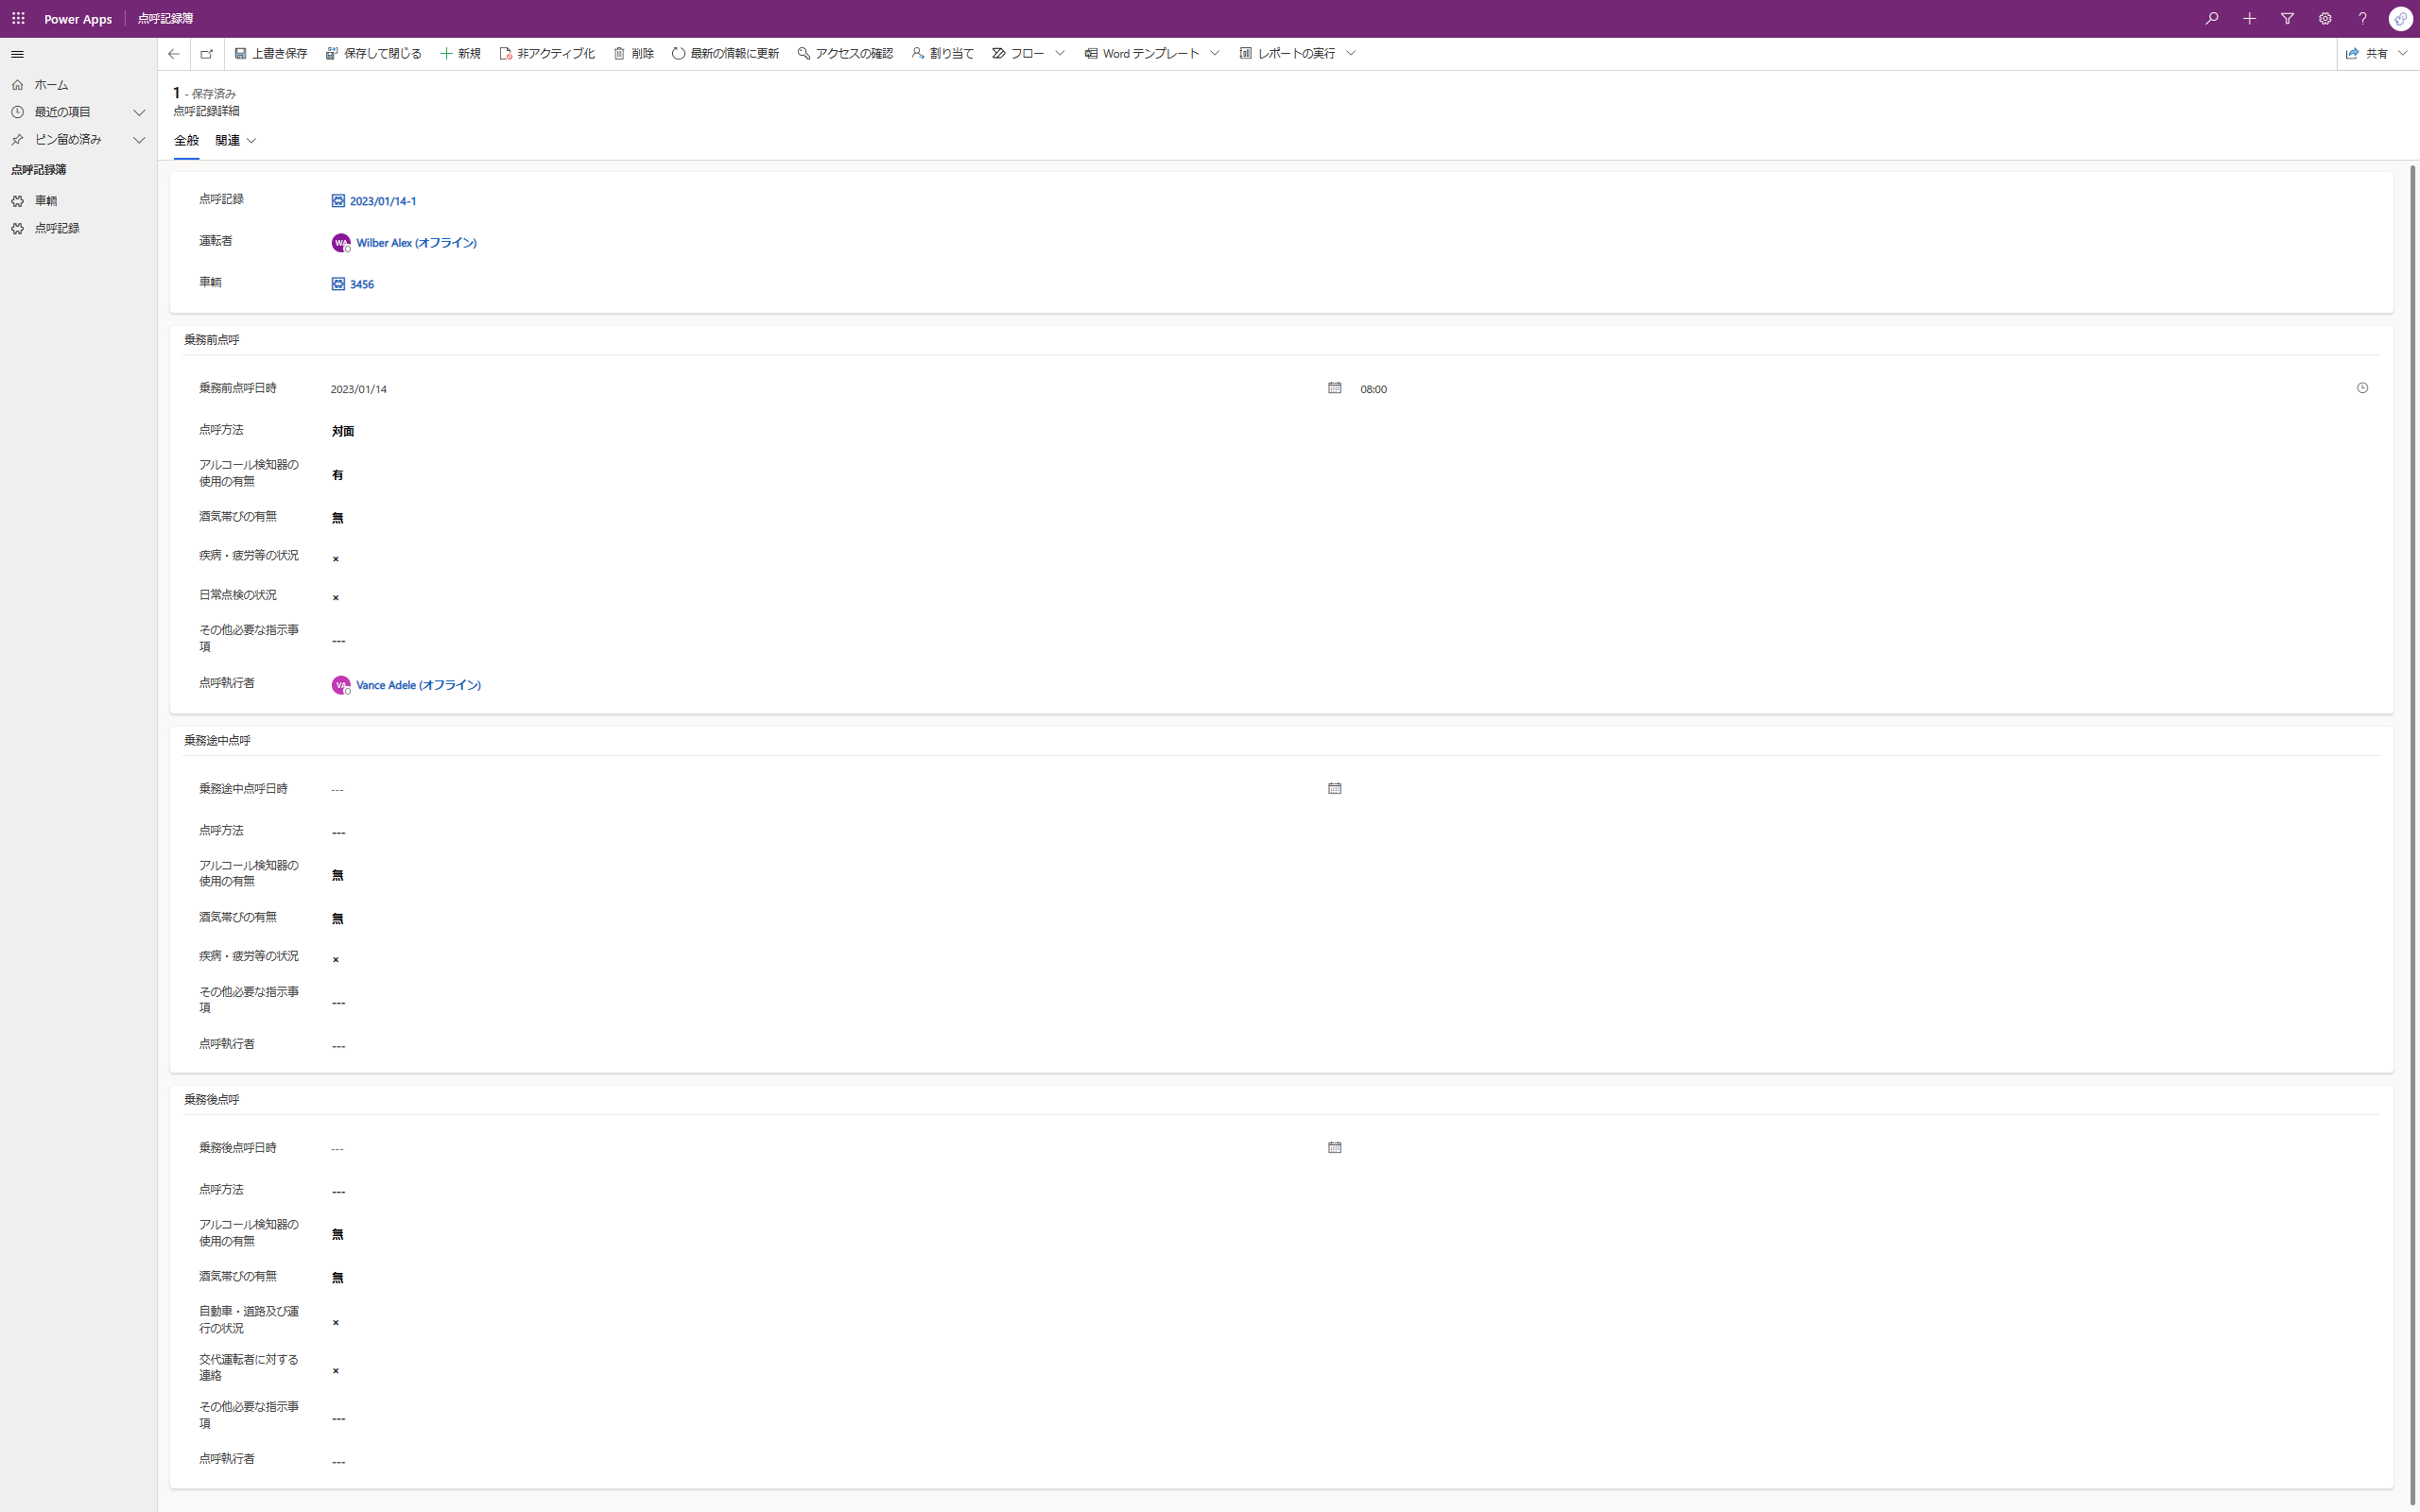 Power Apps 点呼記録簿
上書き保存 保存して閉じる 新規 非アクティブ化 削除 最新の情報に更新 アクセスの確認 割り当て フロー Word テンプレート レポートの実行 共有
ホーム
最近の項目
ピン留め済み
点呼記録簿
車輌
点呼記録
1 - 保存済み
点呼記録詳細
全般 関連
点呼記録 2023/01/14-1
運転者 WA Wilber Alex (オフライン)
車輌 3456
乗務前点呼
乗務前点呼日時 2023/01/14 08:00
点呼方法 対面
アルコール検知器の
使用の有無 有
酒気帯びの有無 無
疾病・疲労等の状況 ×
日常点検の状況 ×
その他必要な指示事
項 ---
点呼執行者 VA Vance Adele (オフライン)
乗務途中点呼
乗務途中点呼日時 ---
点呼方法 ---
アルコール検知器の
使用の有無 無
酒気帯びの有無 無
疾病・疲労等の状況 ×
その他必要な指示事
項 ---
点呼執行者 ---
乗務後点呼
乗務後点呼日時 ---
点呼方法 ---
アルコール検知器の
使用の有無 無
酒気帯びの有無 無
自動車・道路及び運
行の状況 ×
交代運転者に対する
連絡 ×
その他必要な指示事
項 ---
点呼執行者 ---